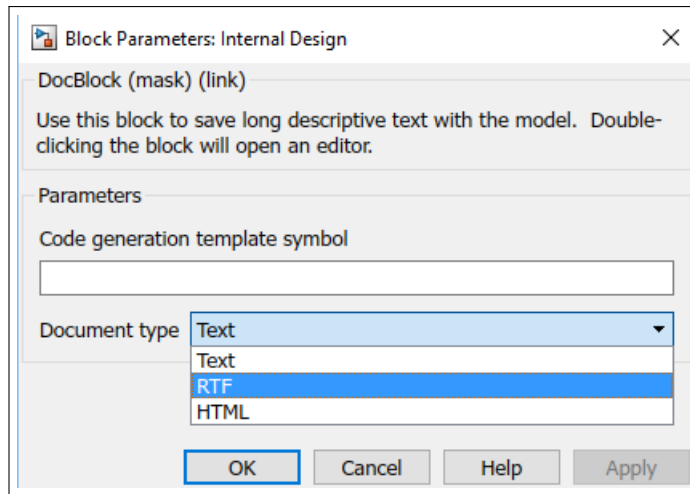 Block Parameters: Internal Design
DocBlock (mask) (link)
Use this block to save long descriptive text with the model.  Double-
clicking the block will open an editor.
Parameters
Code generation template symbol
Document type Text
Text
RTF
HTML
OK Cancel Help Apply